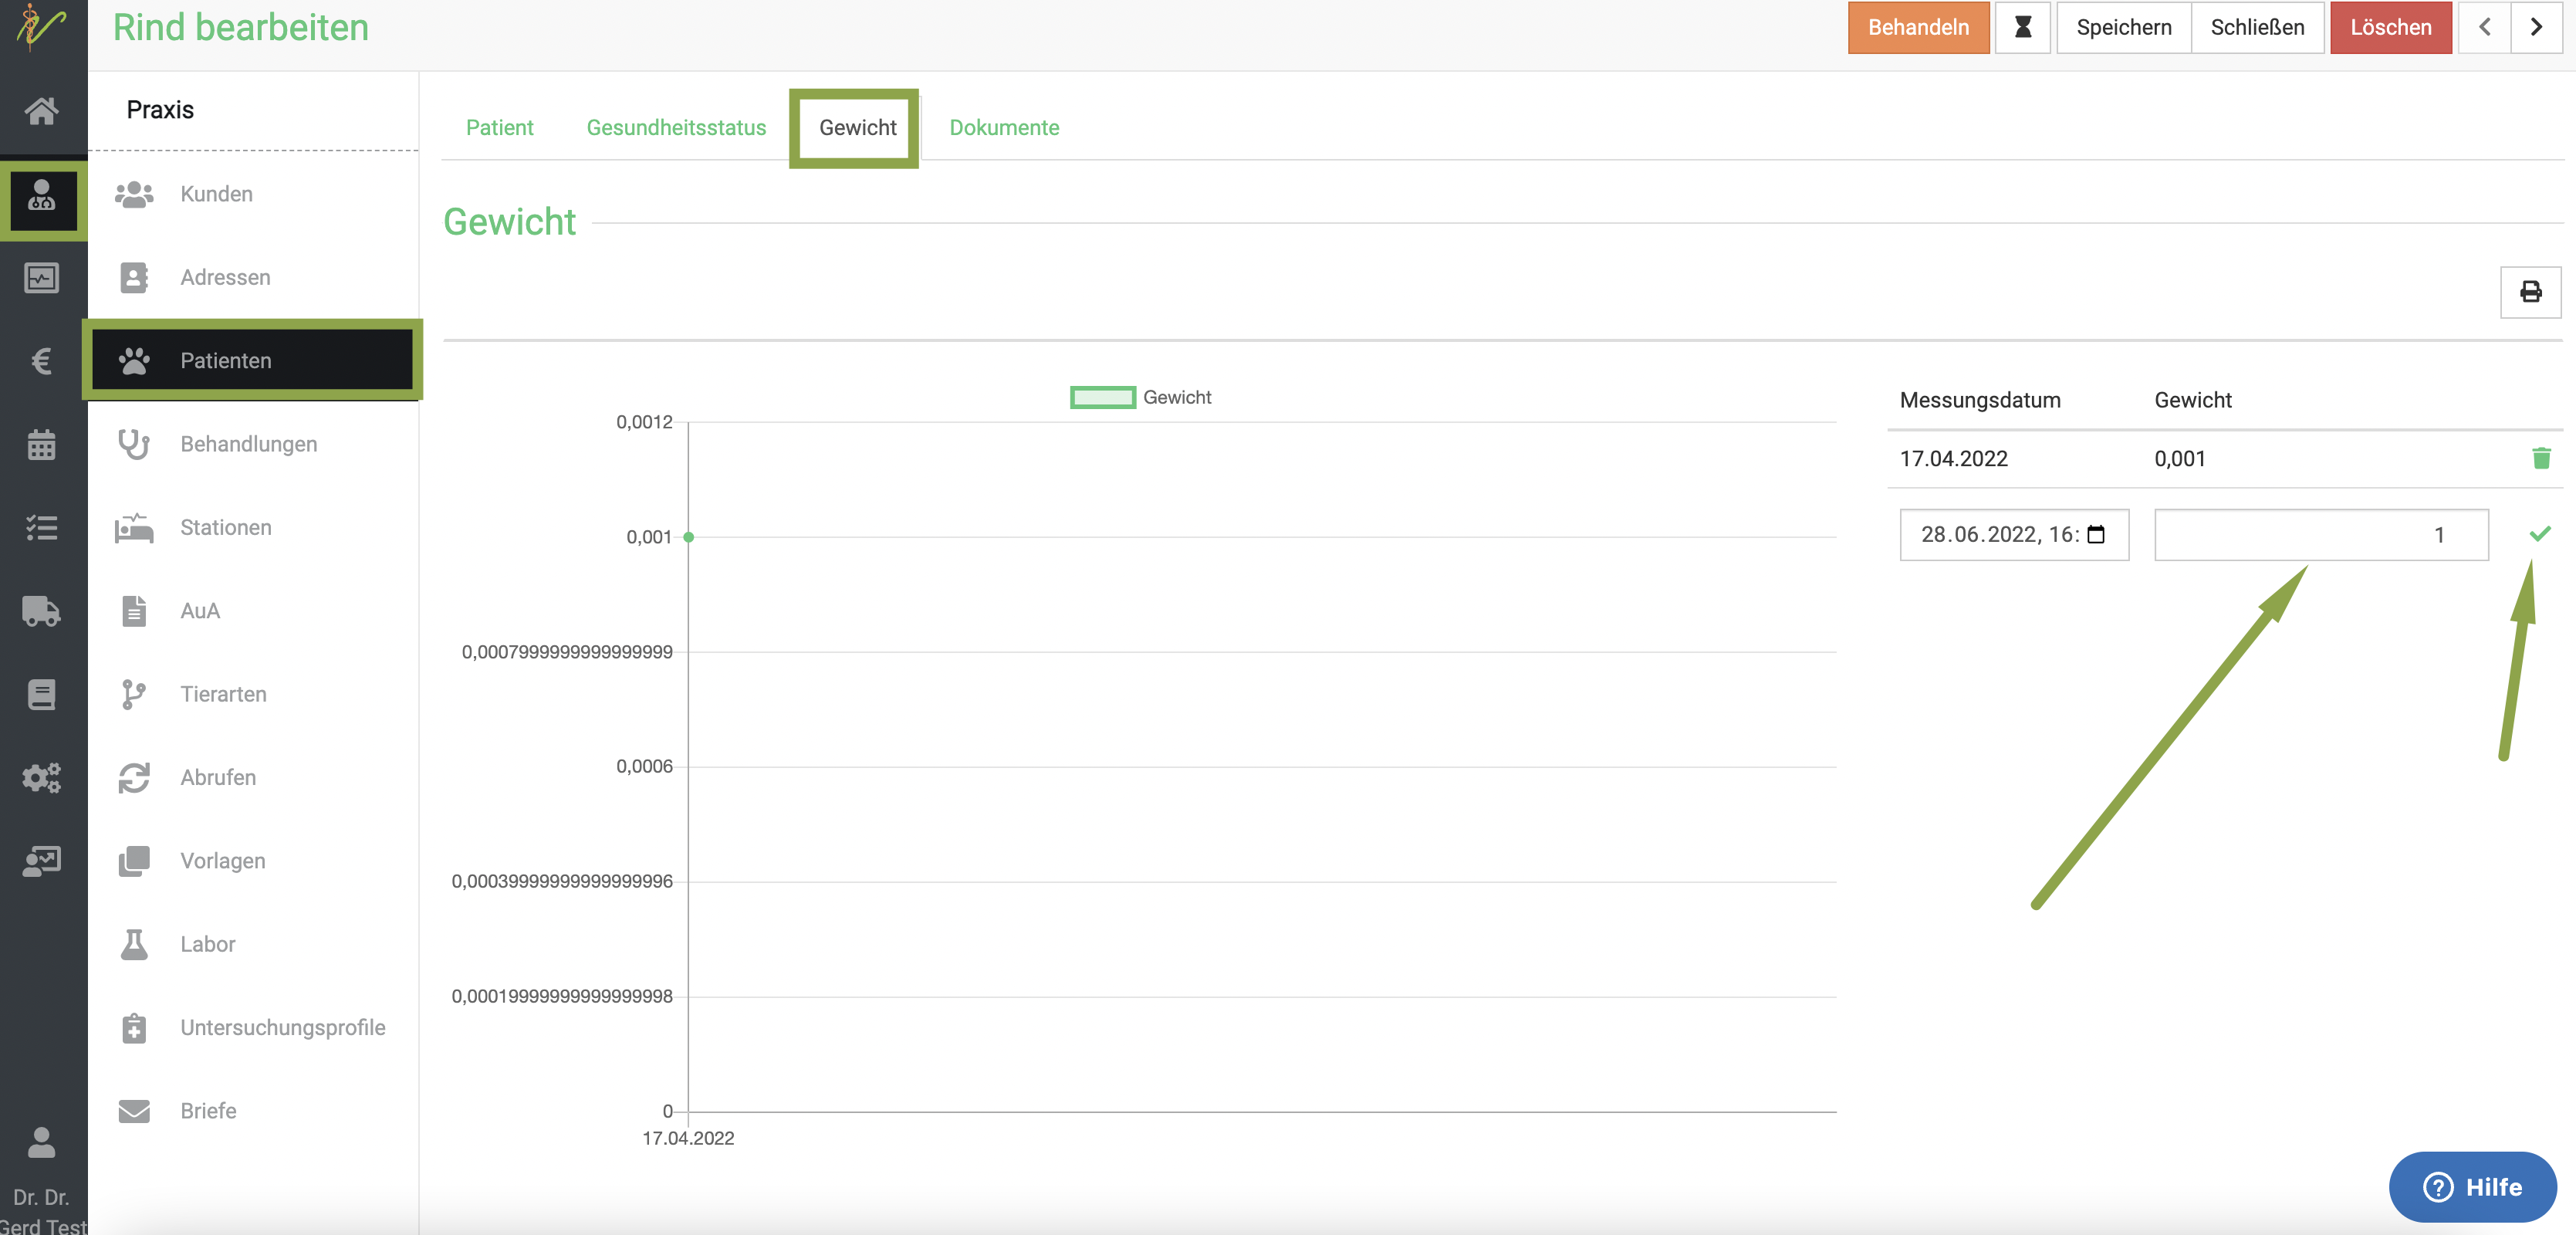 Rind bearbeiten
Behandeln
Speichern
Schließen
Löschen
Praxis
Kunden
Adressen
Patienten
Behandlungen
Stationen
AuA
Tierarten
Abrufen
Vorlagen
Labor
Untersuchungsprofile
Briefe
Dr. Dr.
Gerd Test
Patient
Gesundheitsstatus
Gewicht
Dokumente
Gewicht
Gewicht
0,0012
0,001
0,0007999999999999999
0,0006
0,00039999999999999996
0,00019999999999999998
0
17.04.2022
Messungsdatum Gewicht
17.04.2022 0,001
28.06.2022, 16: 1
Hilfe